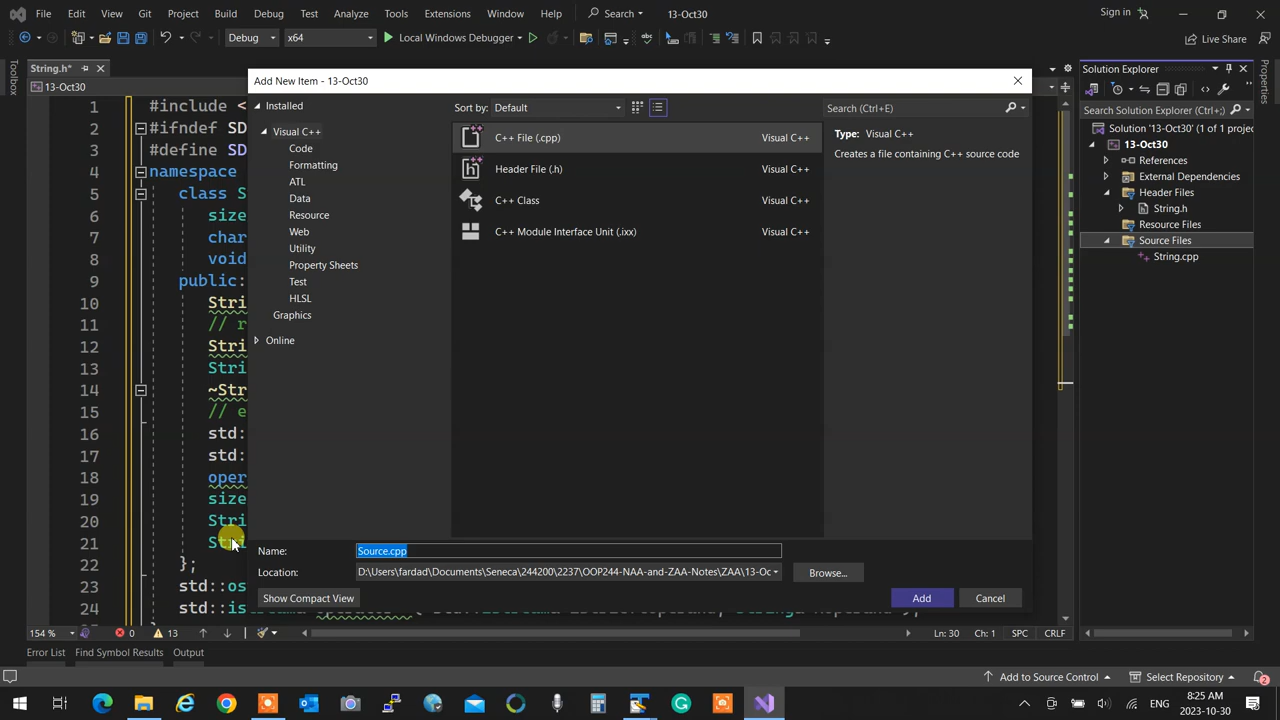 File Edit View Git Project Build Debug Test Analyze Tools Extensions Window Help Search 13-Oct30 Sign in
Debug x64 Local Windows Debugger Live Share
Toolbox
String.h*
13-Oct30
1 #include <
2 #ifndef SD
3 #define SD
4 namespace
5 class S
6 size
7 char
8 void
9 public:
10 Stri
11 // r
12 Stri
13 Stri
14 ~Str
15 // e
16 std:
17 std:
18 oper
19 size
20 Stri
21 Stri
22 };
23 std::os
24 std::is
Add New Item - 13-Oct30
Installed
Visual C++
Code
Formatting
ATL
Data
Resource
Web
Utility
Property Sheets
Test
HLSL
Graphics
Online
Sort by: Default
C++ File (.cpp) Visual C++
Header File (.h) Visual C++
C++ Class Visual C++
C++ Module Interface Unit (.ixx) Visual C++
Search (Ctrl+E)
Type: Visual C++
Creates a file containing C++ source code
Name: Source.cpp
Location: D:\Users\fardad\Documents\Seneca\244200\2237\OOP244-NAA-and-ZAA-Notes\ZAA\13-Oc Browse...
Show Compact View Add Cancel
Solution Explorer
Search Solution Explorer (Ctrl+;)
Solution '13-Oct30' (1 of 1 projec
13-Oct30
References
External Dependencies
Header Files
String.h
Resource Files
Source Files
String.cpp
Properties
154 % 0 13 Ln: 30 Ch: 1 SPC CRLF
Error List Find Symbol Results Output
Add to Source Control Select Repository 2
ENG 8:25 AM
2023-10-30